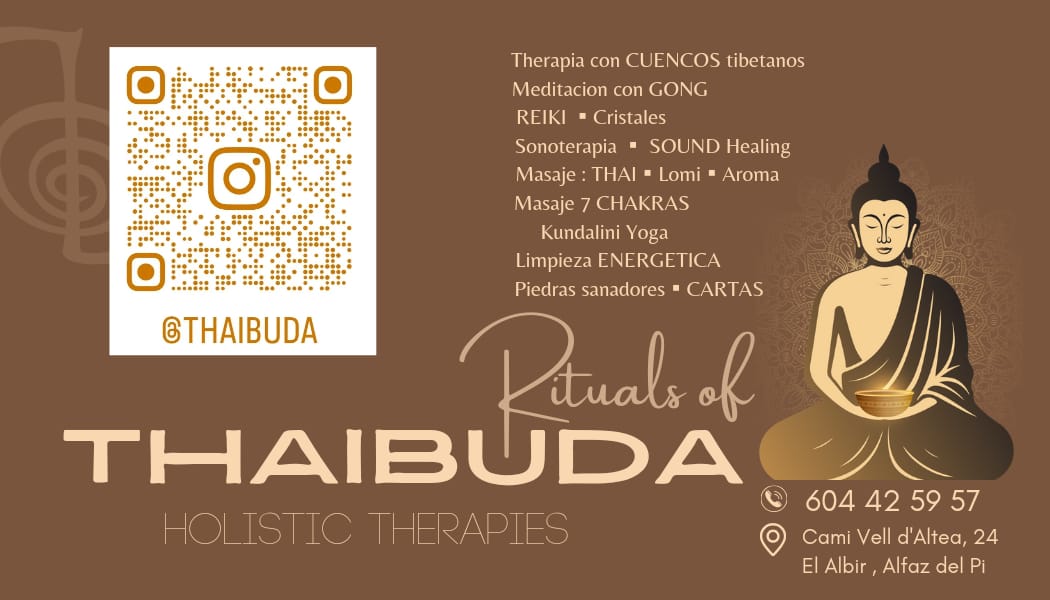 Therapia con CUENCOS tibetanos
Meditacion con GONG
REIKI ▪ Cristales
Sonoterapia ▪ SOUND Healing
Masaje : THAI ▪ Lomi ▪ Aroma
Masaje 7 CHAKRAS
Kundalini Yoga
Limpieza ENERGETICA
Piedras sanadores ▪ CARTAS
@THAIBUDA
Rituals of
THAIBUDA
HOLISTIC THERAPIES
604 42 59 57
Cami Vell d'Altea, 24
El Albir , Alfaz del Pi